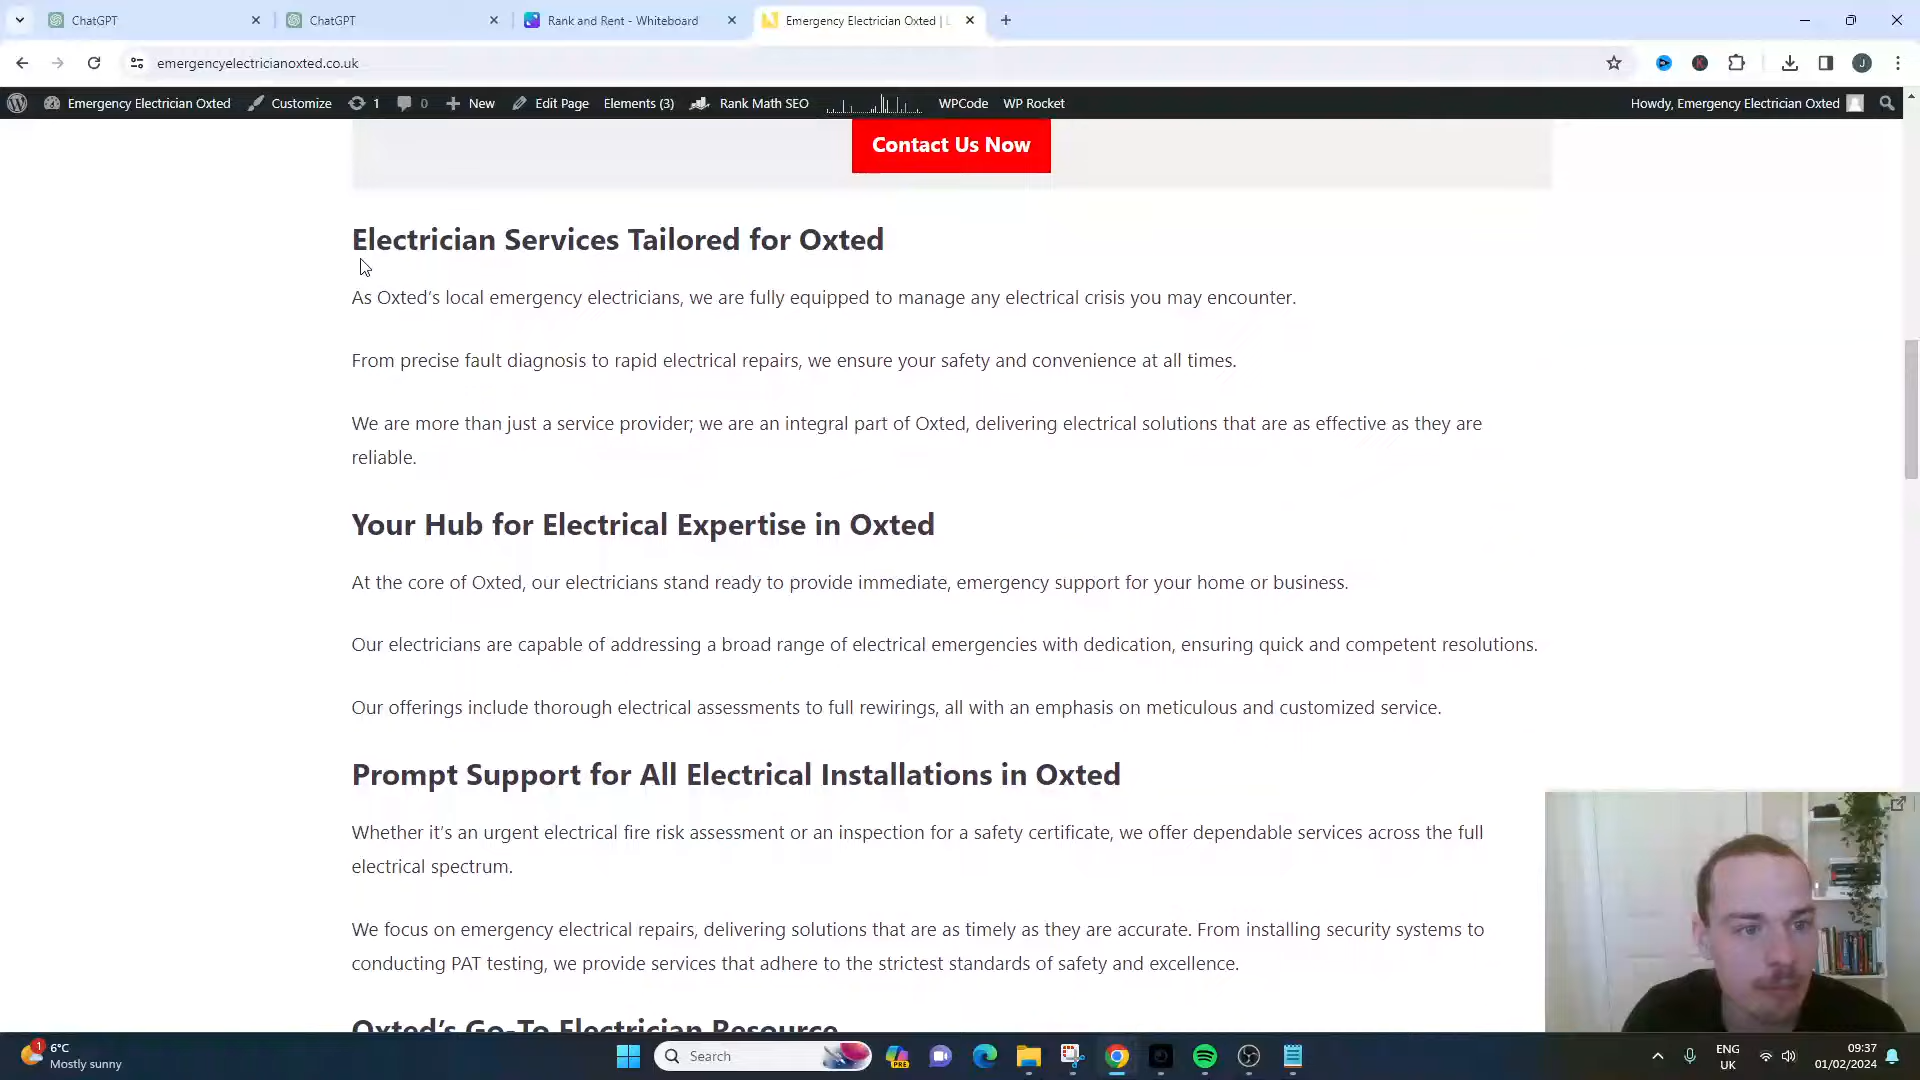 ChatGPT
ChatGPT
Rank and Rent - Whiteboard
Emergency Electrician Oxted | L
emergencyelectricianoxted.co.uk
Emergency Electrician Oxted
Customize
1
0
New
Edit Page
Elements (3)
Rank Math SEO
WPCode
WP Rocket
Howdy, Emergency Electrician Oxted
Contact Us Now
Electrician Services Tailored for Oxted
As Oxted's local emergency electricians, we are fully equipped to manage any electrical crisis you may encounter.
From precise fault diagnosis to rapid electrical repairs, we ensure your safety and convenience at all times.
We are more than just a service provider; we are an integral part of Oxted, delivering electrical solutions that are as effective as they are
reliable.
Your Hub for Electrical Expertise in Oxted
At the core of Oxted, our electricians stand ready to provide immediate, emergency support for your home or business.
Our electricians are capable of addressing a broad range of electrical emergencies with dedication, ensuring quick and competent resolutions.
Our offerings include thorough electrical assessments to full rewirings, all with an emphasis on meticulous and customized service.
Prompt Support for All Electrical Installations in Oxted
Whether it's an urgent electrical fire risk assessment or an inspection for a safety certificate, we offer dependable services across the full
electrical spectrum.
We focus on emergency electrical repairs, delivering solutions that are as timely as they are accurate. From installing security systems to
conducting PAT testing, we provide services that adhere to the strictest standards of safety and excellence.
Oxted's Go-To Electrician Resource
1
6°C
Mostly sunny
Search
PRE
ENG
UK
09:37
01/02/2024